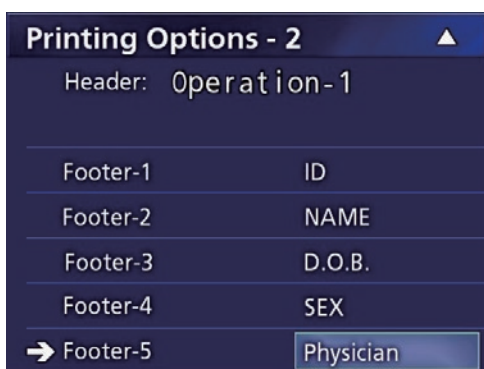 Printing Options - 2
Header: Operation-1
Footer-1 ID
Footer-2 NAME
Footer-3 D.O.B.
Footer-4 SEX
Footer-5 Physician